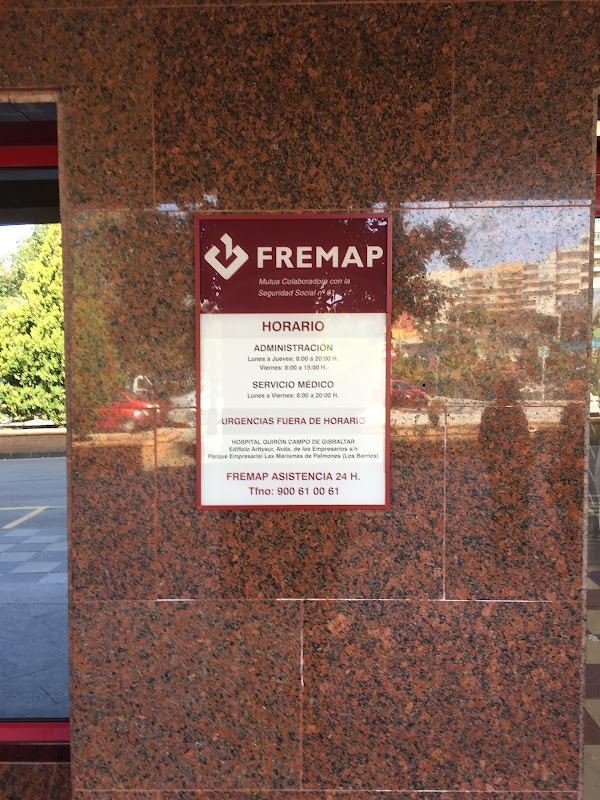 FREMAP
Mutua Colaboradora con la
Seguridad Social nº 61
HORARIO
ADMINISTRACIÓN
Lunes a Jueves: 8:00 a 20:00 H.
Viernes: 8:00 a 15:00 H.
SERVICIO MÉDICO
Lunes a Viernes: 8:00 a 20:00 H.
URGENCIAS FUERA DE HORARIO
HOSPITAL QUIRÓN CAMPO DE GIBRALTAR
Edificio Arttysur, Avda. de los Empresarios s/n
Parque Empresarial Las Marismas de Palmones (Los Barrios)
FREMAP ASISTENCIA 24 H.
Tfno: 900 61 00 61